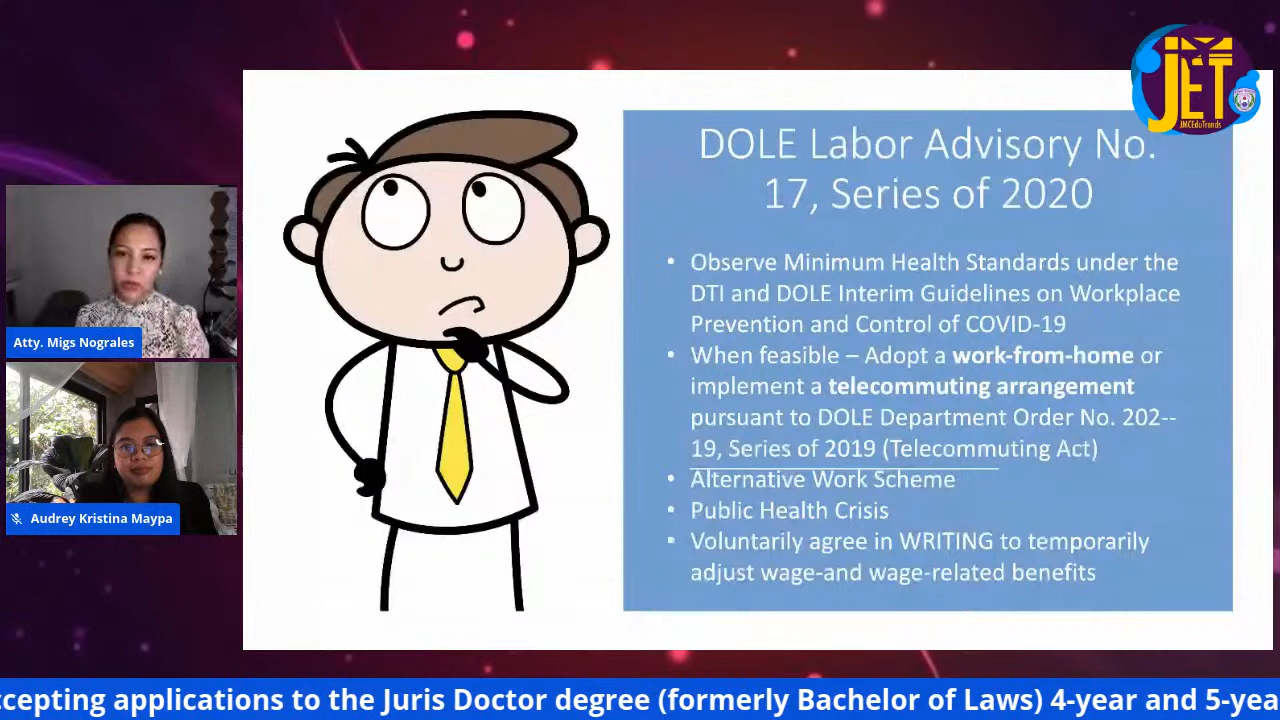 JET
JMCEduTrends
DOLE Labor Advisory No.
17, Series of 2020
• Observe Minimum Health Standards under the
DTI and DOLE Interim Guidelines on Workplace
Prevention and Control of COVID-19
• When feasible – Adopt a work-from-home or
implement a telecommuting arrangement
pursuant to DOLE Department Order No. 202--
19, Series of 2019 (Telecommuting Act)
• Alternative Work Scheme
• Public Health Crisis
• Voluntarily agree in WRITING to temporarily
adjust wage-and wage-related benefits
Atty. Migs Nograles
Audrey Kristina Maypa
ccepting applications to the Juris Doctor degree (formerly Bachelor of Laws) 4-year and 5-yea